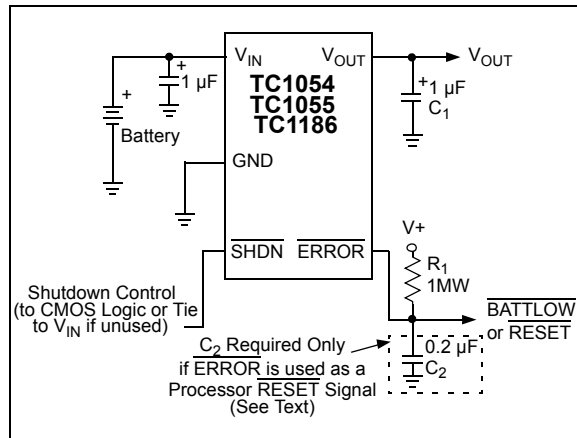 +
1 µF
+
Battery
V_IN
V_OUT
TC1054
TC1055
TC1186
GND
SHDN
ERROR
V_OUT
+
1 µF
C_1
V+
R_1
1MW
Shutdown Control
(to CMOS Logic or Tie
to V_IN if unused)
BATTLOW
or RESET
0.2 µF
C_2
C_2 Required Only
if ERROR is used as a
Processor RESET Signal
(See Text)